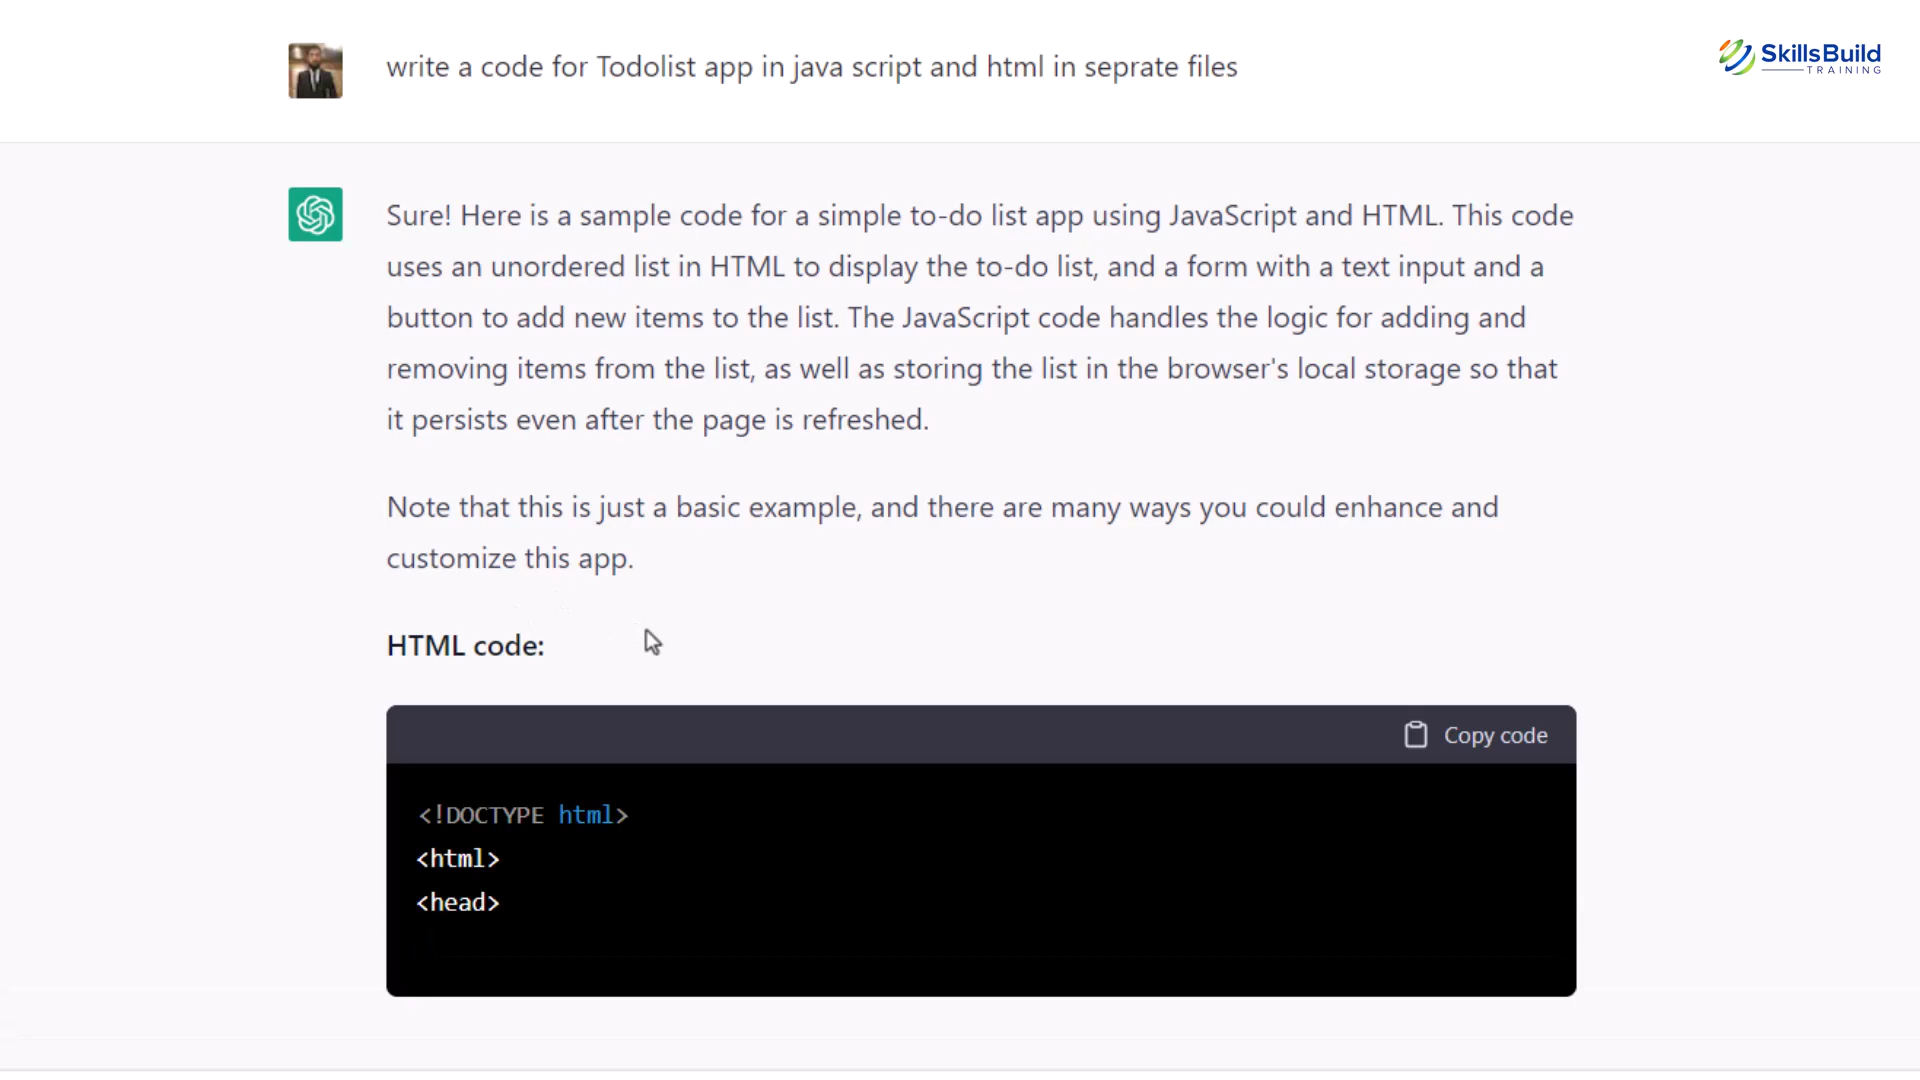 write a code for Todolist app in java script and html in seprate files
SkillsBuild
TRAINING
Sure! Here is a sample code for a simple to-do list app using JavaScript and HTML. This code
uses an unordered list in HTML to display the to-do list, and a form with a text input and a
button to add new items to the list. The JavaScript code handles the logic for adding and
removing items from the list, as well as storing the list in the browser's local storage so that
it persists even after the page is refreshed.
Note that this is just a basic example, and there are many ways you could enhance and
customize this app.
HTML code:
Copy code
<!DOCTYPE html>
<html>
<head>